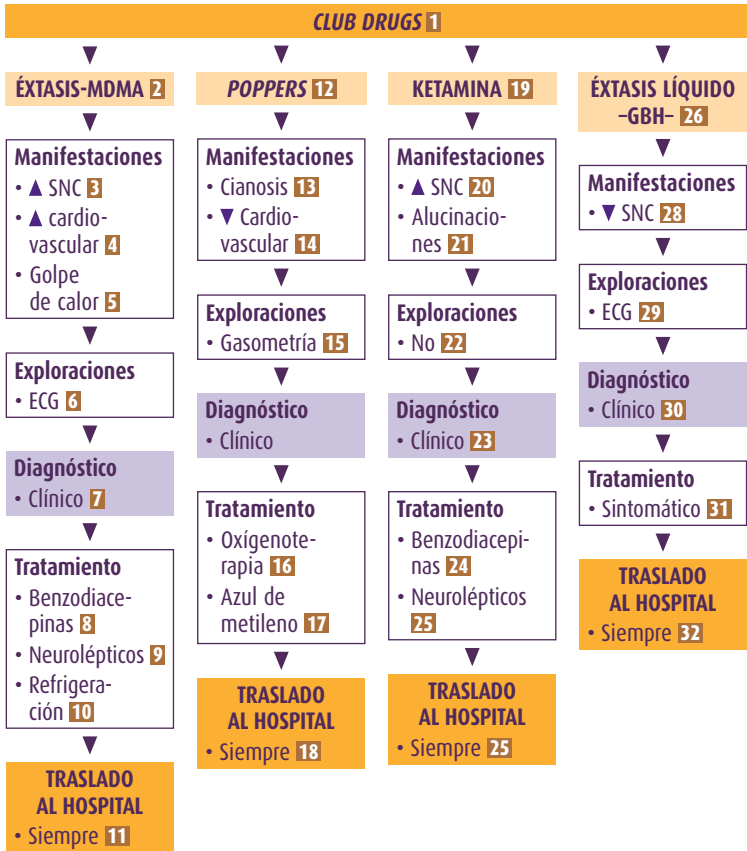 CLUB DRUGS 1
ÉXTASIS-MDMA 2
Manifestaciones
• ▲ SNC 3
• ▲ cardio-
vascular 4
• Golpe
de calor 5
Exploraciones
• ECG 6
Diagnóstico
• Clínico 7
Tratamiento
• Benzodiace-
pinas 8
• Neurolépticos 9
• Refrigera-
ción 10
TRASLADO
AL HOSPITAL
• Siempre 11
POPPERS 12
Manifestaciones
• Cianosis 13
• ▼ Cardio-
vascular 14
Exploraciones
• Gasometría 15
Diagnóstico
• Clínico
Tratamiento
• Oxígenote-
rapia 16
• Azul de
metileno 17
TRASLADO
AL HOSPITAL
• Siempre 18
KETAMINA 19
Manifestaciones
• ▲ SNC 20
• Alucinacio-
nes 21
Exploraciones
• No 22
Diagnóstico
• Clínico 23
Tratamiento
• Benzodiacepi-
nas 24
• Neurolépticos
25
TRASLADO
AL HOSPITAL
• Siempre 25
ÉXTASIS LÍQUIDO
–GBH– 26
Manifestaciones
• ▼ SNC 28
Exploraciones
• ECG 29
Diagnóstico
• Clínico 30
Tratamiento
• Sintomático 31
TRASLADO
AL HOSPITAL
• Siempre 32